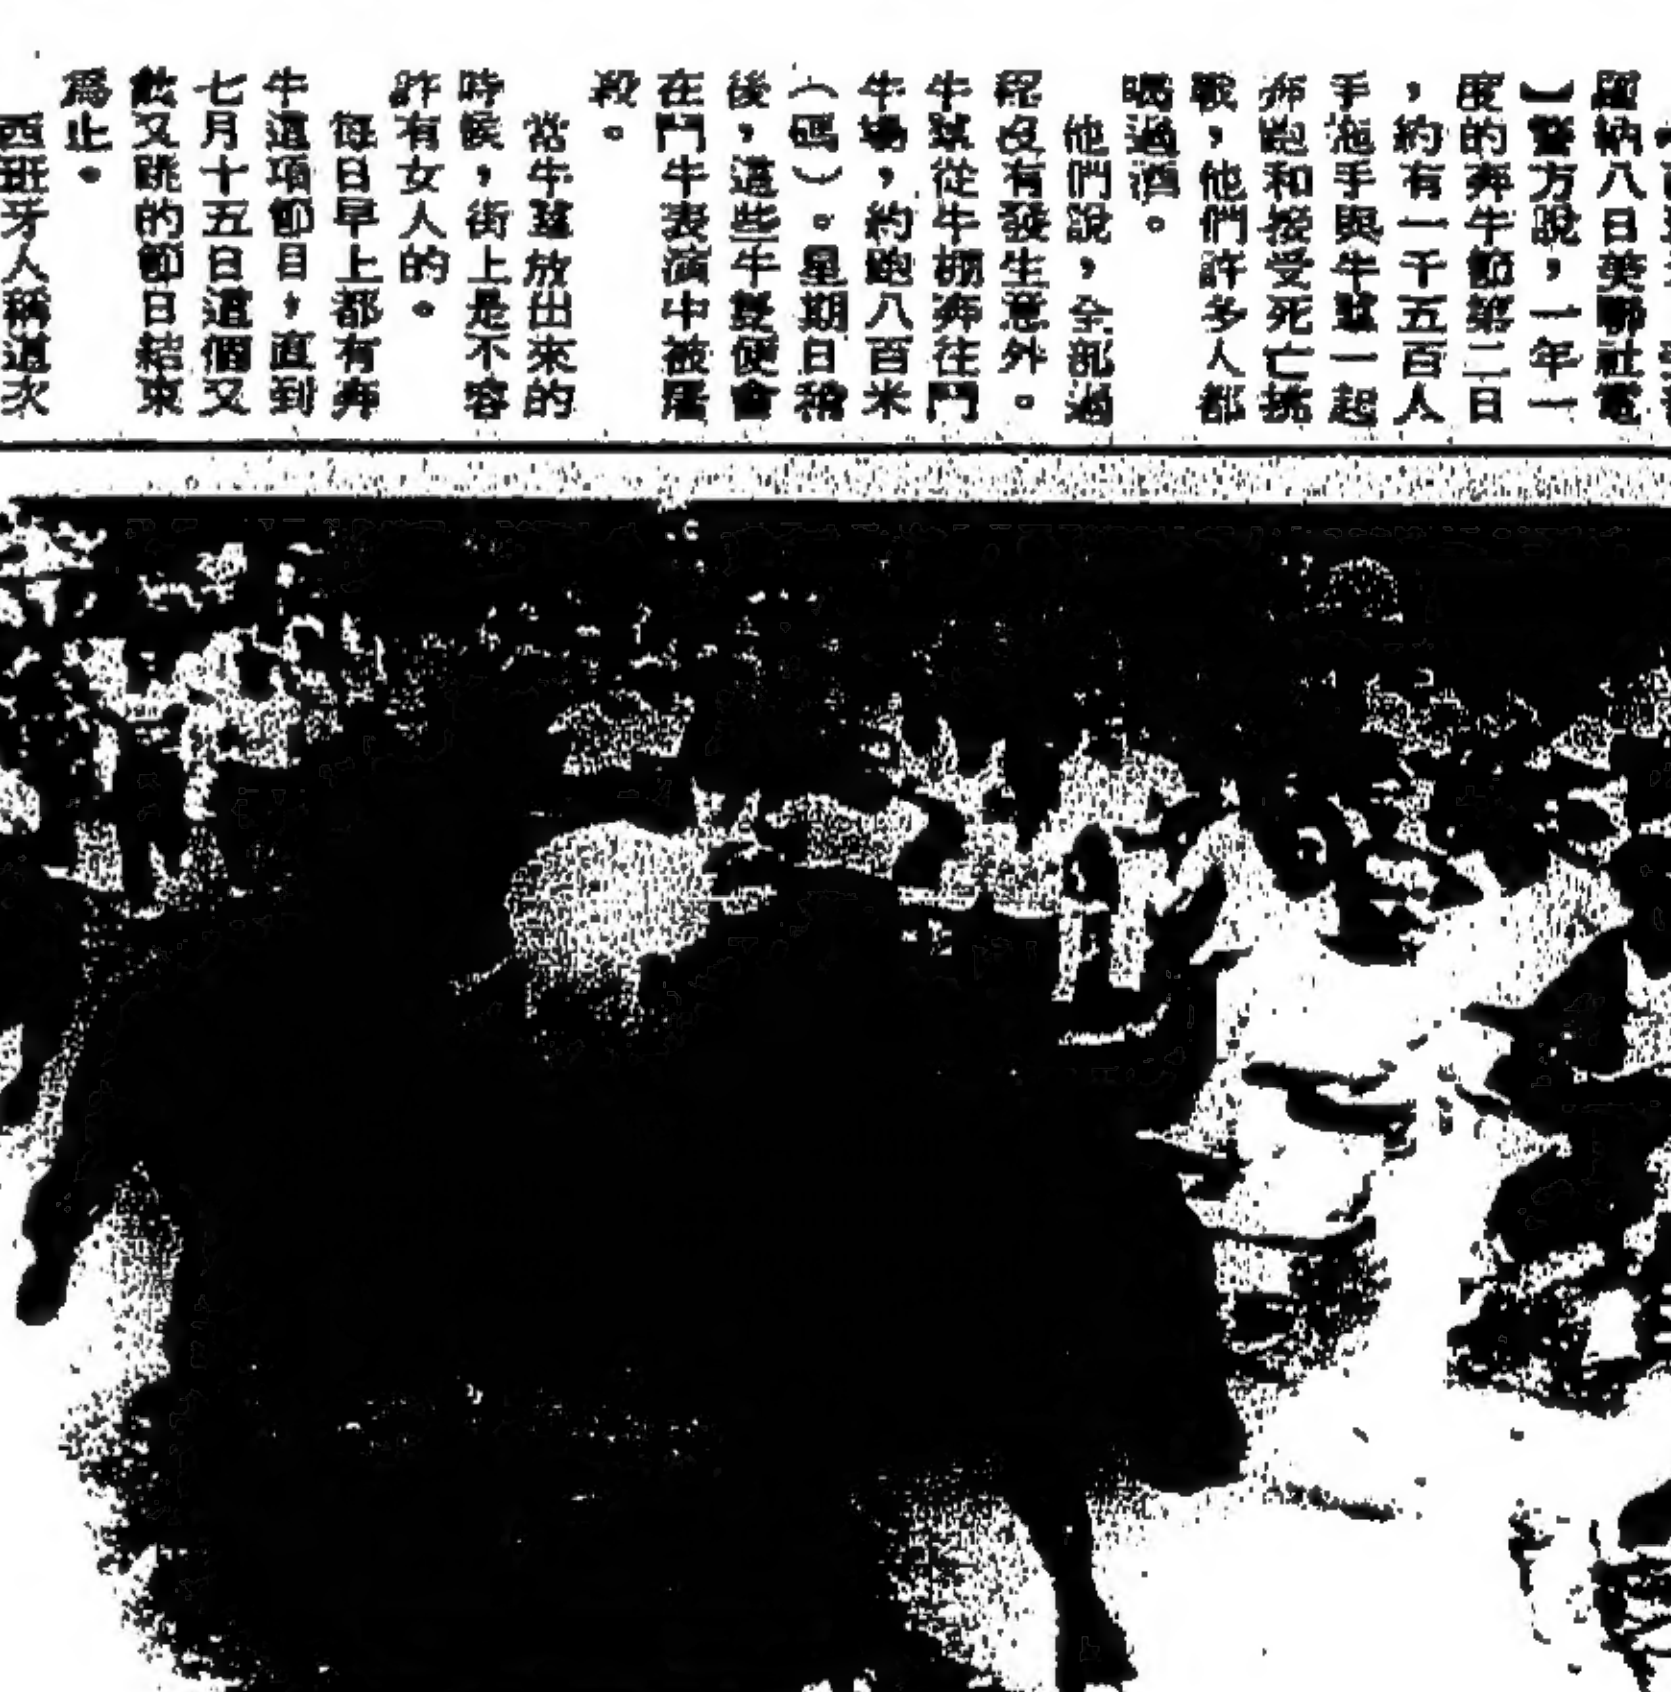 羅納八日英聯社電
】警方說，一年一
度的奔牛節第二日
，約有一千五百人
手拖手與牛羣一起
奔跑和接受死亡挑
戰，他們許多人都
喝過酒。
他們說，全部過
程沒有發生意外。
牛羣從牛棚奔往鬥
牛場，約跑八百米
（碼）。星期日稍
後，這些牛隻便會
在鬥牛表演中被屠
殺。
當牛羣放出來的
時候，街上是不容
許有女人的。
每日早上都有奔
牛這項節目，直到
七月十五日這個又
飲又跳的節日結束
為止。
西班牙人稱這次